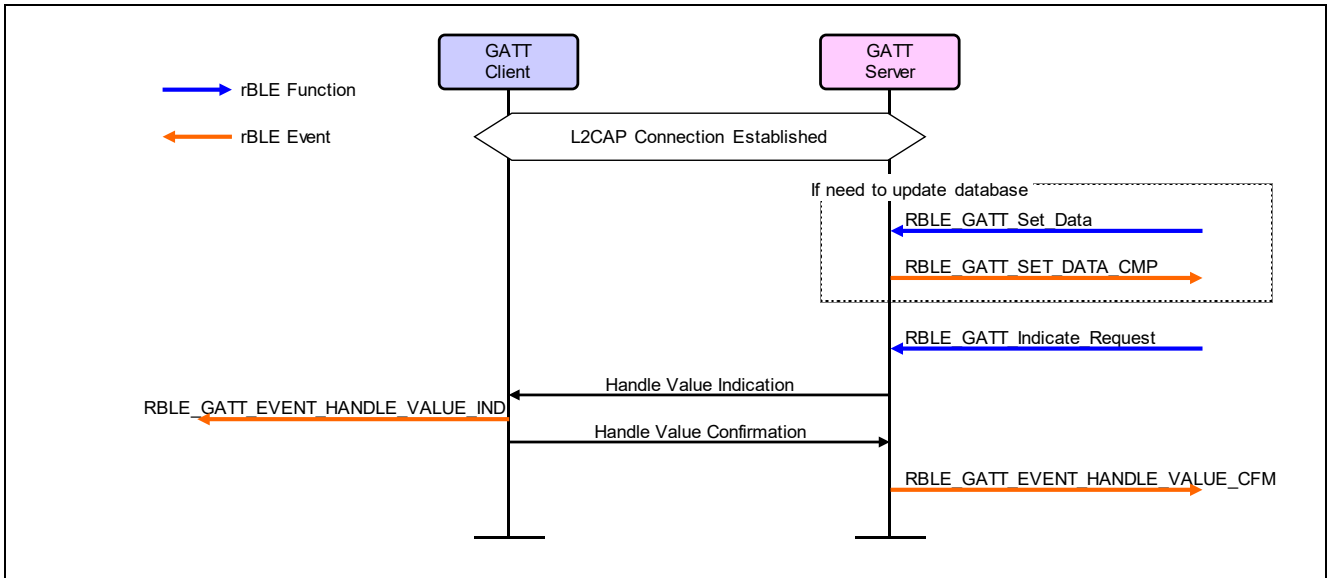 GATT
Client
GATT
Server
rBLE Function
rBLE Event
L2CAP Connection Established
If need to update database
RBLE_GATT_Set_Data
RBLE_GATT_SET_DATA_CMP
RBLE_GATT_Indicate_Request
Handle Value Indication
RBLE_GATT_EVENT_HANDLE_VALUE_IND
Handle Value Confirmation
RBLE_GATT_EVENT_HANDLE_VALUE_CFM